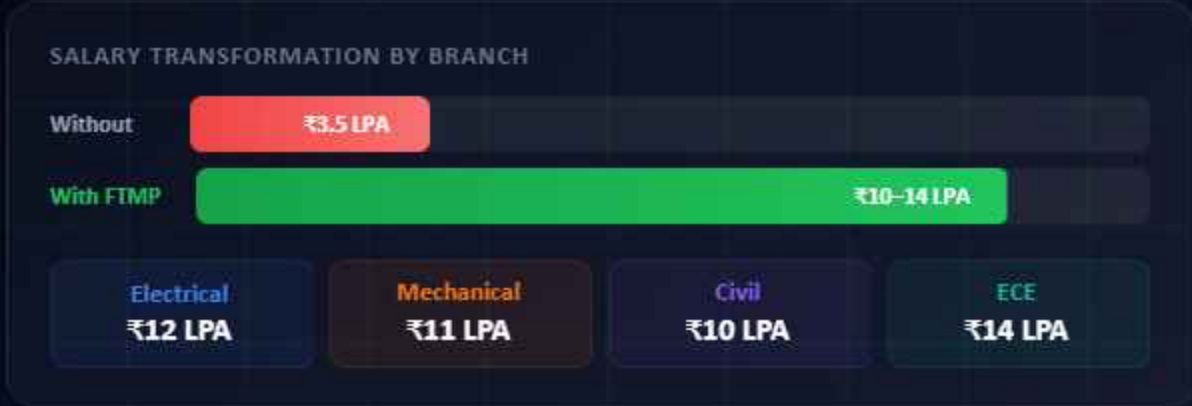 SALARY TRANSFORMATION BY BRANCH
Without ₹3.5 LPA
With FTMP ₹10–14 LPA
Electrical Mechanical Civil ECE
₹12 LPA ₹11 LPA ₹10 LPA ₹14 LPA